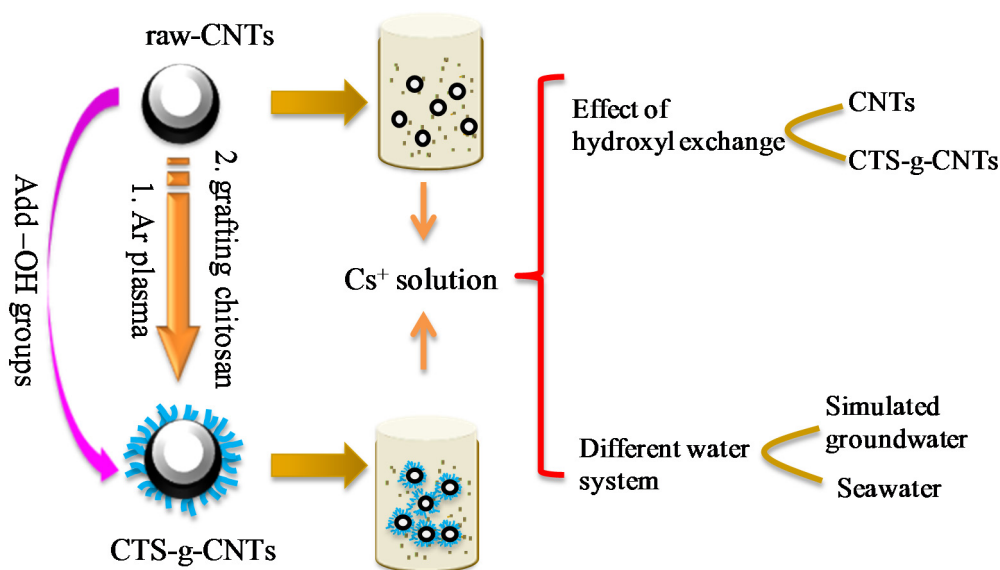 raw-CNTs
Add –OH groups
1. Ar plasma
2. grafting chitosan
CTS-g-CNTs
Cs⁺ solution
Effect of
hydroxyl exchange
CNTs
CTS-g-CNTs
Different water
system
Simulated
groundwater
Seawater